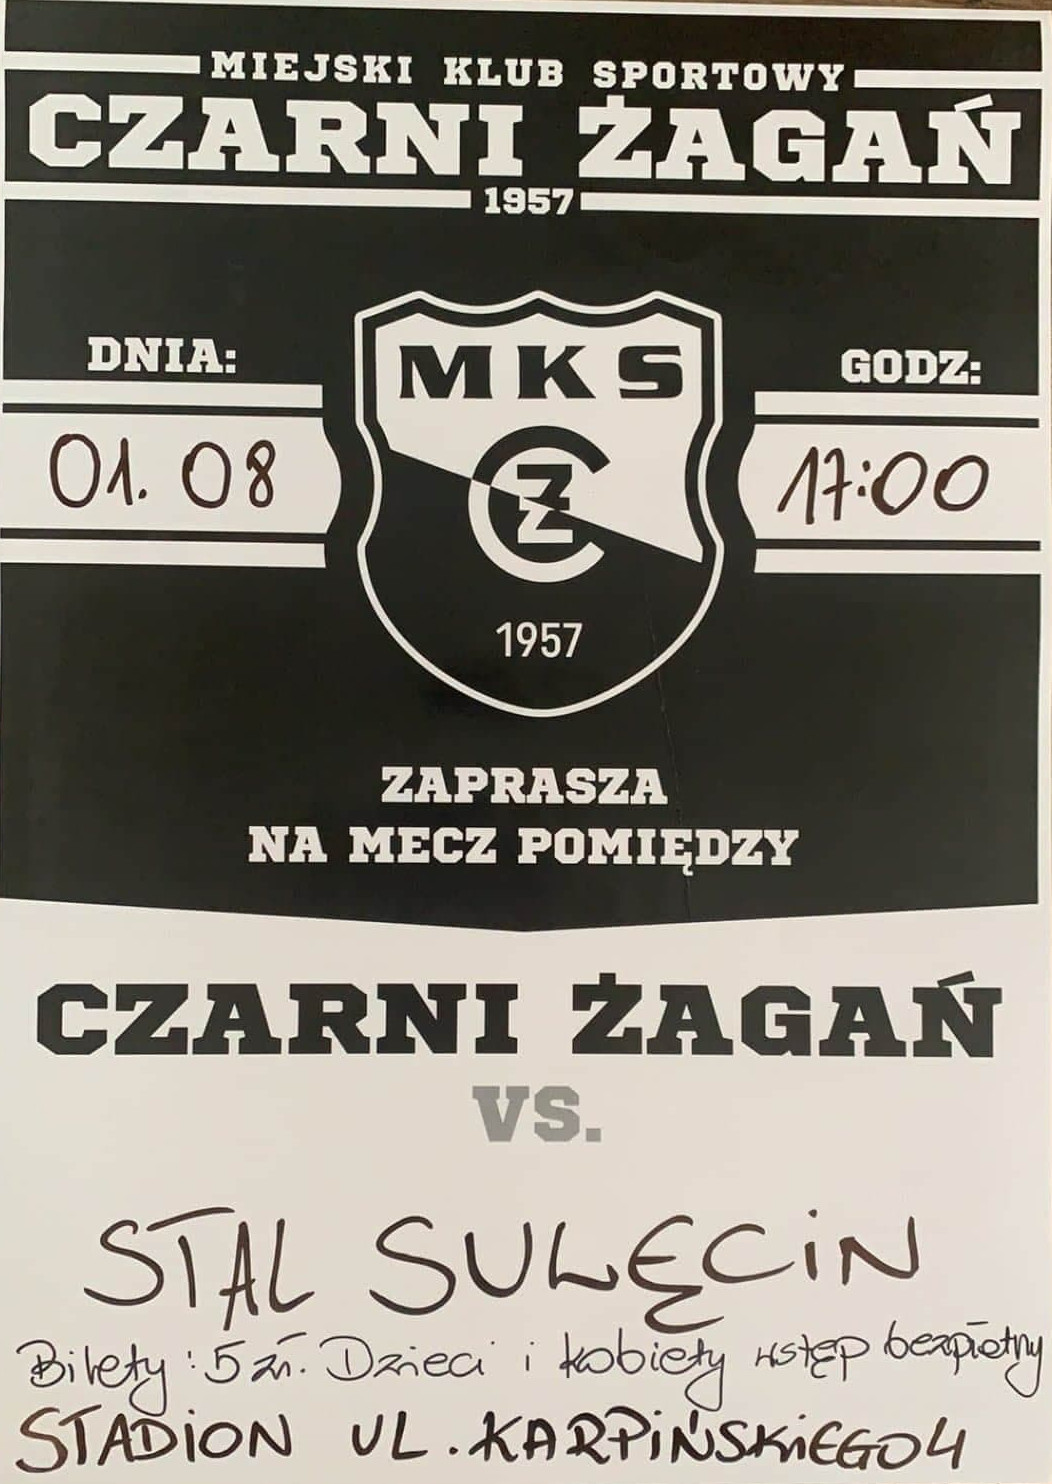 MIEJSKI KLUB SPORTOWY
CZARNI ŻAGAŃ
1957
DNIA:
01. 08
GODZ:
17:00
MKS
CZ
1957
ZAPRASZA
NA MECZ POMIĘDZY
CZARNI ŻAGAŃ
VS.
STAL SULĘCIN
Bilety: 5 zł. Dzieci i kobiety wstęp bezpłatny
STADION UL. KARPIŃSKIEGO 4